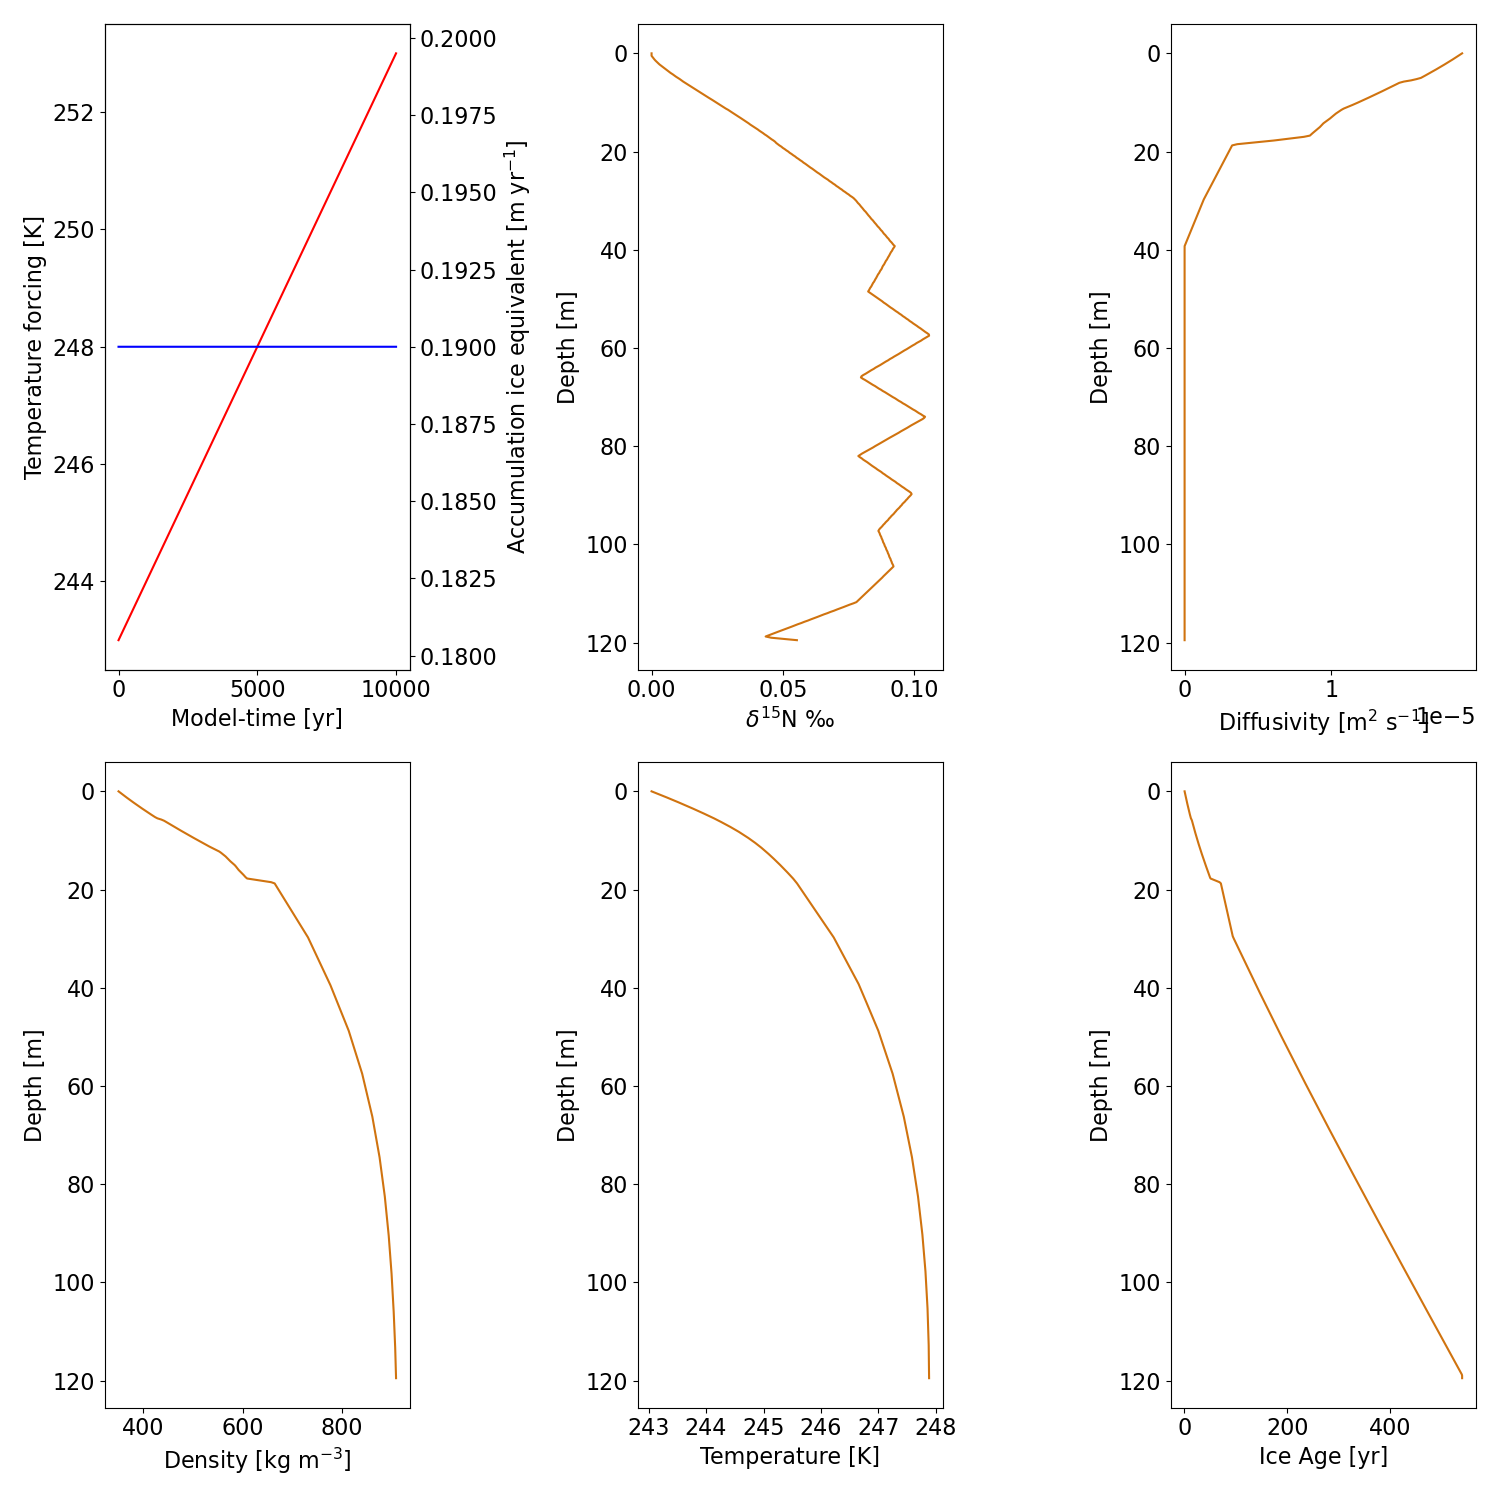 Temperature forcing [K]
252
250
248
246
244
0 5000 10000
Model-time [yr]
0.2000
0.1975
0.1950
0.1925
0.1900
0.1875
0.1850
0.1825
0.1800
Accumulation ice equivalent [m yr⁻¹]
Depth [m]
0
20
40
60
80
100
120
0.00 0.05 0.10
δ¹⁵N ‰
Depth [m]
0
20
40
60
80
100
120
0 1
1e−5
Diffusivity [m² s⁻¹]
Depth [m]
0
20
40
60
80
100
120
400 600 800
Density [kg m⁻³]
Depth [m]
0
20
40
60
80
100
120
243 244 245 246 247 248
Temperature [K]
Depth [m]
0
20
40
60
80
100
120
0 200 400
Ice Age [yr]